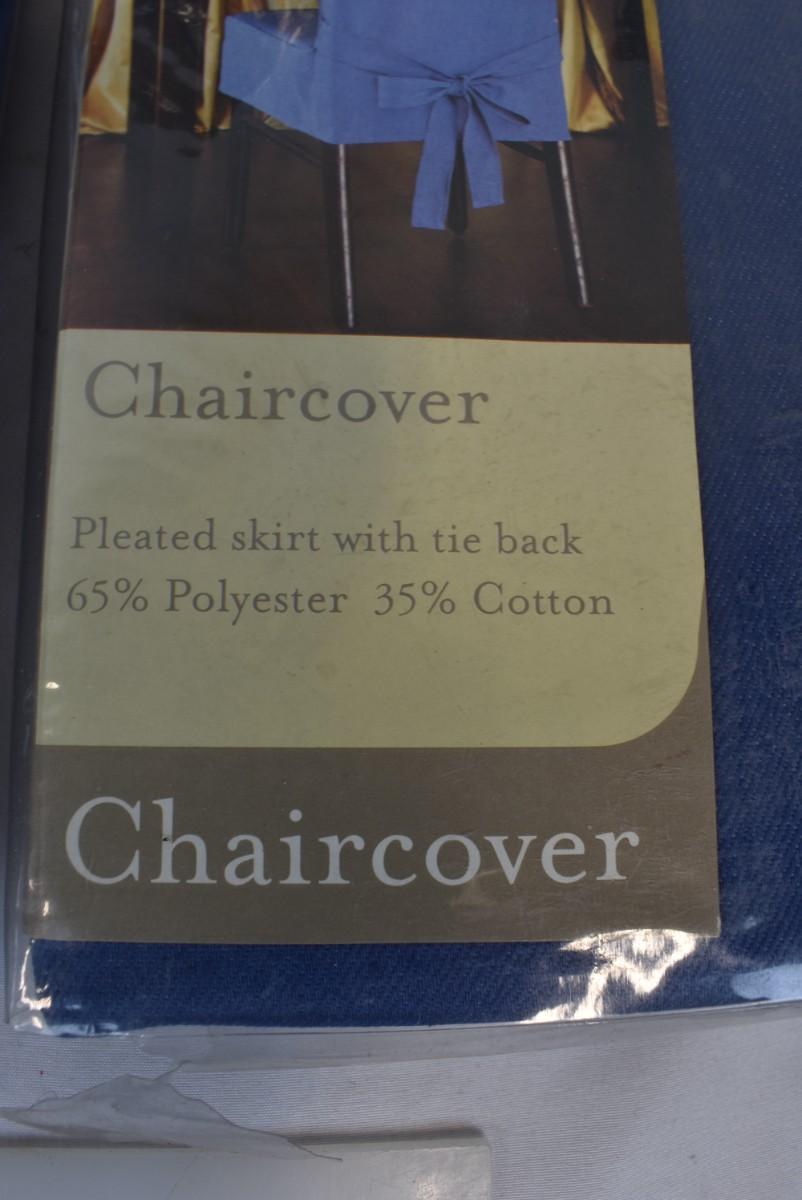 Chaircover
Pleated skirt with tie back
65% Polyester 35% Cotton
Chaircover